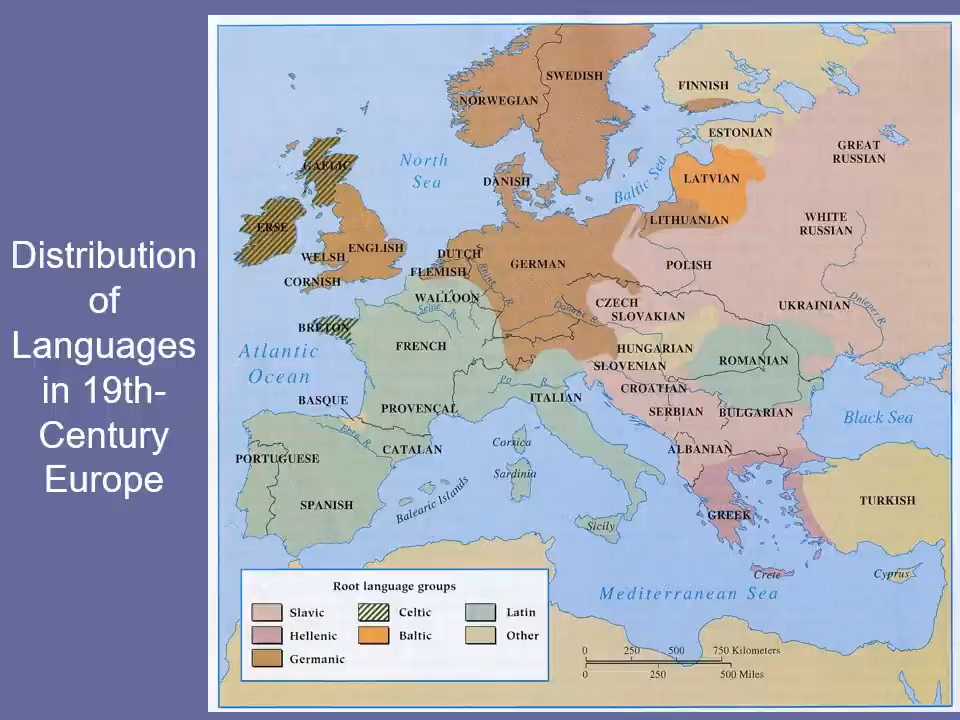 Distribution
of
Languages
in 19th-
Century
Europe
SWEDISH
NORWEGIAN
FINNISH
ESTONIAN
GREAT
RUSSIAN
GAELIC
North
Sea
DANISH
Baltic Sea
LATVIAN
LITHUANIAN
WHITE
RUSSIAN
ERSE
WELSH
ENGLISH
CORNISH
DUTCH
FLEMISH
Rhine R.
GERMAN
POLISH
WALLOON
Seine R.
Danube R.
CZECH
SLOVAKIAN
UKRAINIAN
Dnieper R.
BRETON
Atlantic
Ocean
FRENCH
HUNGARIAN
SLOVENIAN
ROMANIAN
Po R.
CROATIAN
BASQUE
PROVENÇAL
ITALIAN
SERBIAN
BULGARIAN
Black Sea
Ebro R.
CATALAN
Corsica
ALBANIAN
PORTUGUESE
Sardinia
SPANISH
Balearic Islands
TURKISH
GREEK
Sicily
Crete
Cyprus
Mediterranean Sea
Root language groups
Slavic
Celtic
Latin
Hellenic
Baltic
Other
Germanic
0 250 500 750 Kilometers
0 250 500 Miles